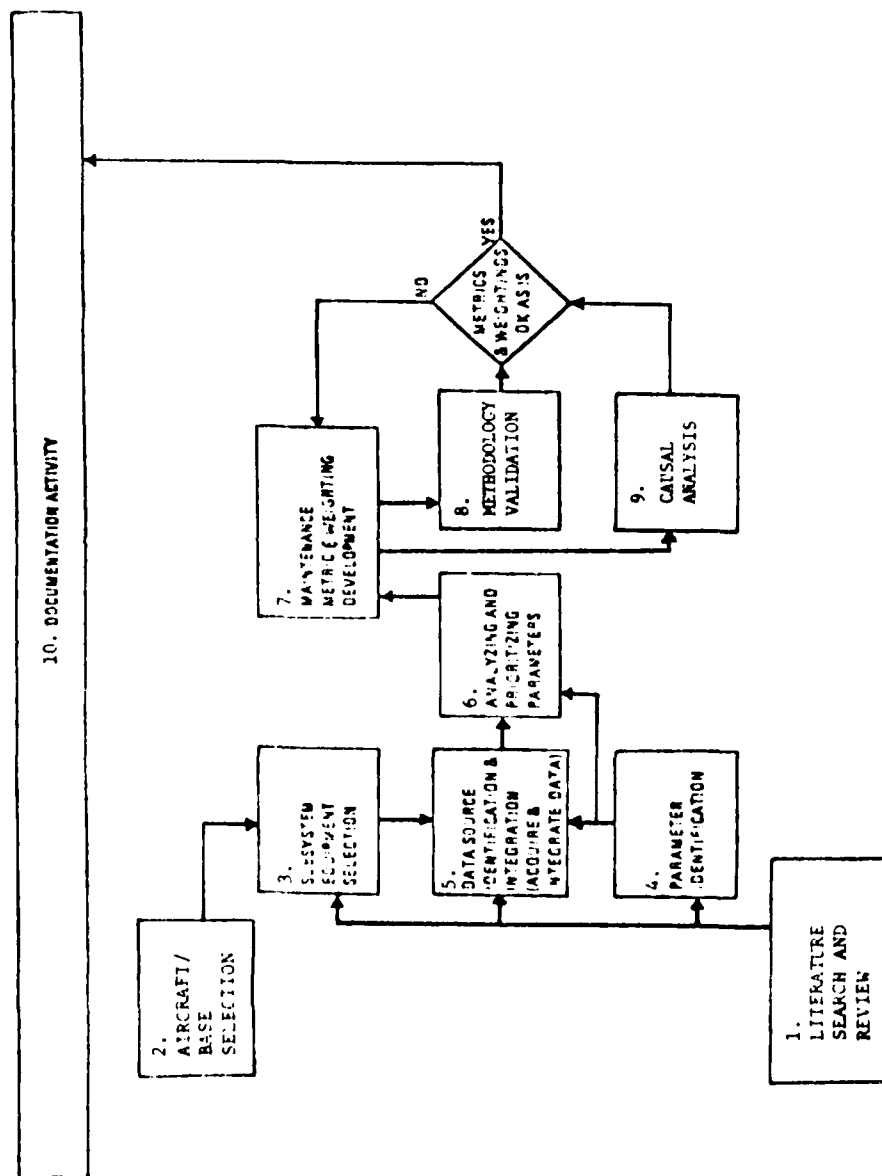 10. DOCUMENTATION ACTIVITY
2.
AIRCRAFT/
BASE
SELECTION
3.
SUBSYSTEM
EQUIPMENT
SELECTION
7.
MAINTENANCE
METRIC & WEIGHTING
DEVELOPMENT
NO
YES
METRICS
& WEIGHTINGS
OK AS IS
5.
DATA SOURCE
IDENTIFICATION &
INTEGRATION
(ACQUIRE &
INTEGRATE DATA)
6.
ANALYZING AND
PRIORITIZING
PARAMETERS
8.
METHODOLOGY
VALIDATION
4.
PARAMETER
IDENTIFICATION
9.
CAUSAL
ANALYSIS
1.
LITERATURE
SEARCH AND
REVIEW